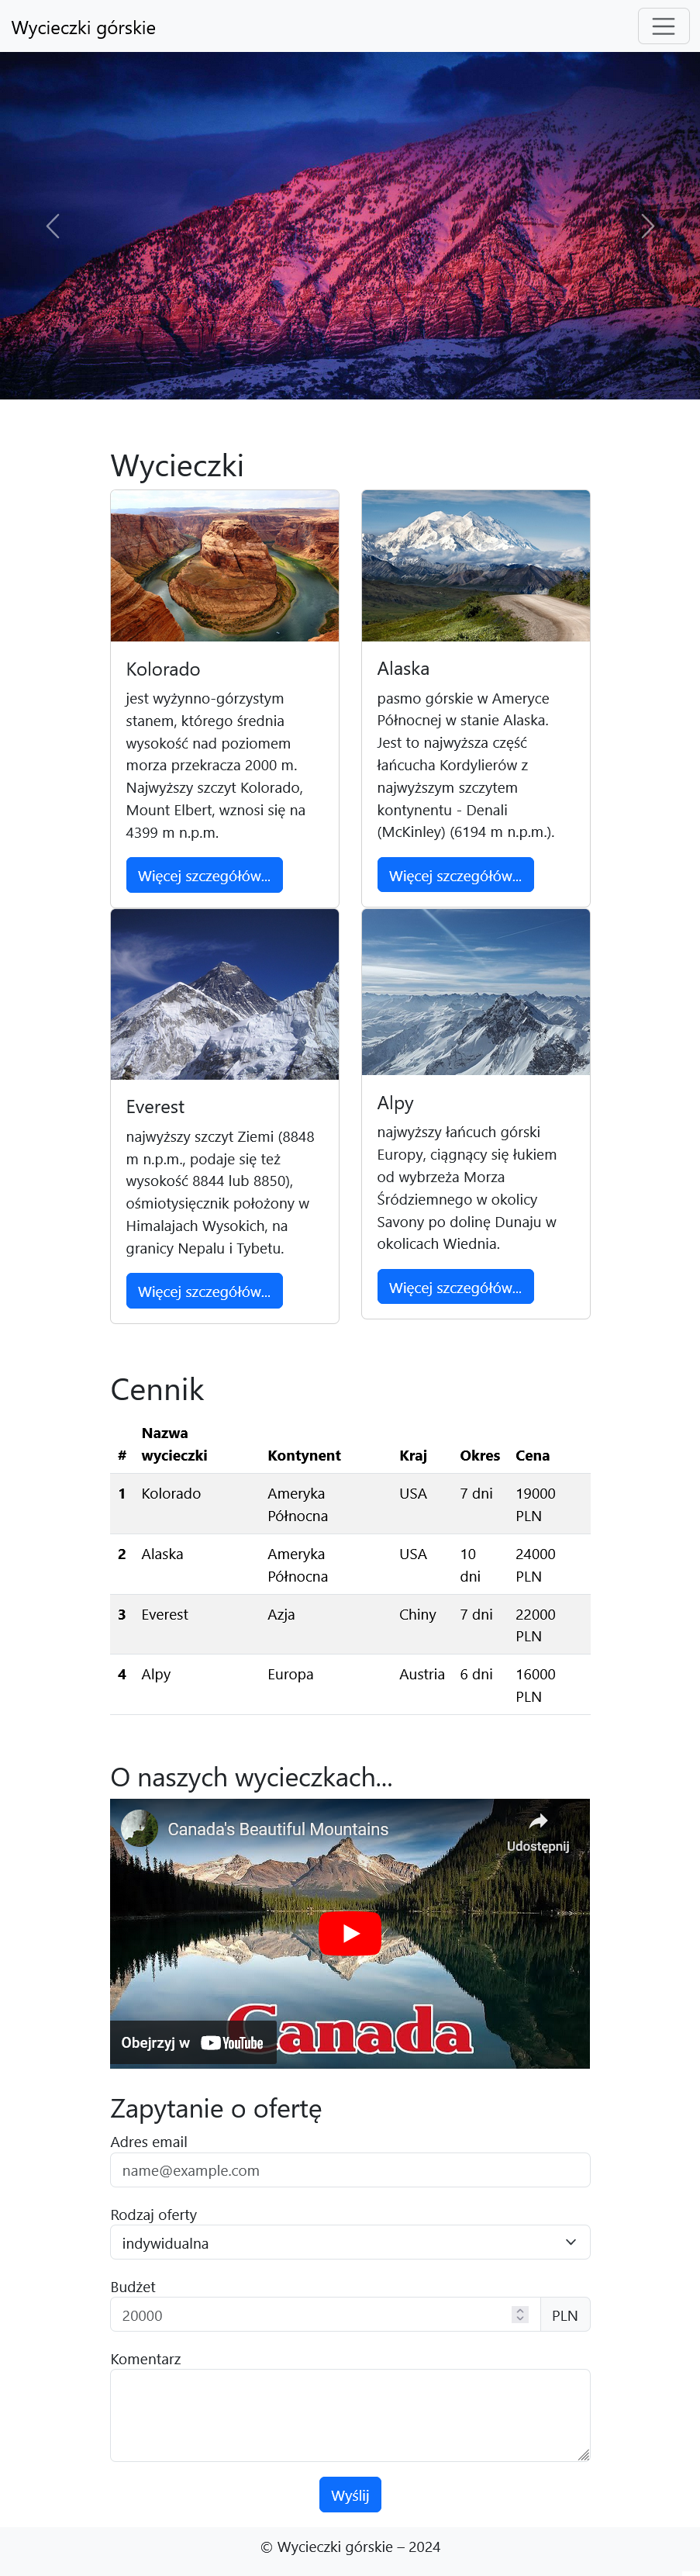 Wycieczki górskie
Wycieczki
Kolorado
jest wyżynno-górzystym
stanem, którego średnia
wysokość nad poziomem
morza przekracza 2000 m.
Najwyższy szczyt Kolorado,
Mount Elbert, wznosi się na
4399 m n.p.m.
Więcej szczegółów...
Alaska
pasmo górskie w Ameryce
Północnej w stanie Alaska.
Jest to najwyższa część
łańcucha Kordylierów z
najwyższym szczytem
kontynentu - Denali
(McKinley) (6194 m n.p.m.).
Więcej szczegółów...
Everest
najwyższy szczyt Ziemi (8848
m n.p.m., podaje się też
wysokość 8844 lub 8850),
ośmiotysięcznik położony w
Himalajach Wysokich, na
granicy Nepalu i Tybetu.
Więcej szczegółów...
Alpy
najwyższy łańcuch górski
Europy, ciągnący się łukiem
od wybrzeża Morza
Śródziemnego w okolicy
Savony po dolinę Dunaju w
okolicach Wiednia.
Więcej szczegółów...
Cennik
# Nazwa wycieczki Kontynent Kraj Okres Cena
1 Kolorado Ameryka Północna USA 7 dni 19000 PLN
2 Alaska Ameryka Północna USA 10 dni 24000 PLN
3 Everest Azja Chiny 7 dni 22000 PLN
4 Alpy Europa Austria 6 dni 16000 PLN
O naszych wycieczkach...
Canada's Beautiful Mountains
Udostępnij
Canada
Obejrzyj w YouTube
Zapytanie o ofertę
Adres email
name@example.com
Rodzaj oferty
indywidualna
Budżet
20000 PLN
Komentarz
Wyślij
© Wycieczki górskie – 2024